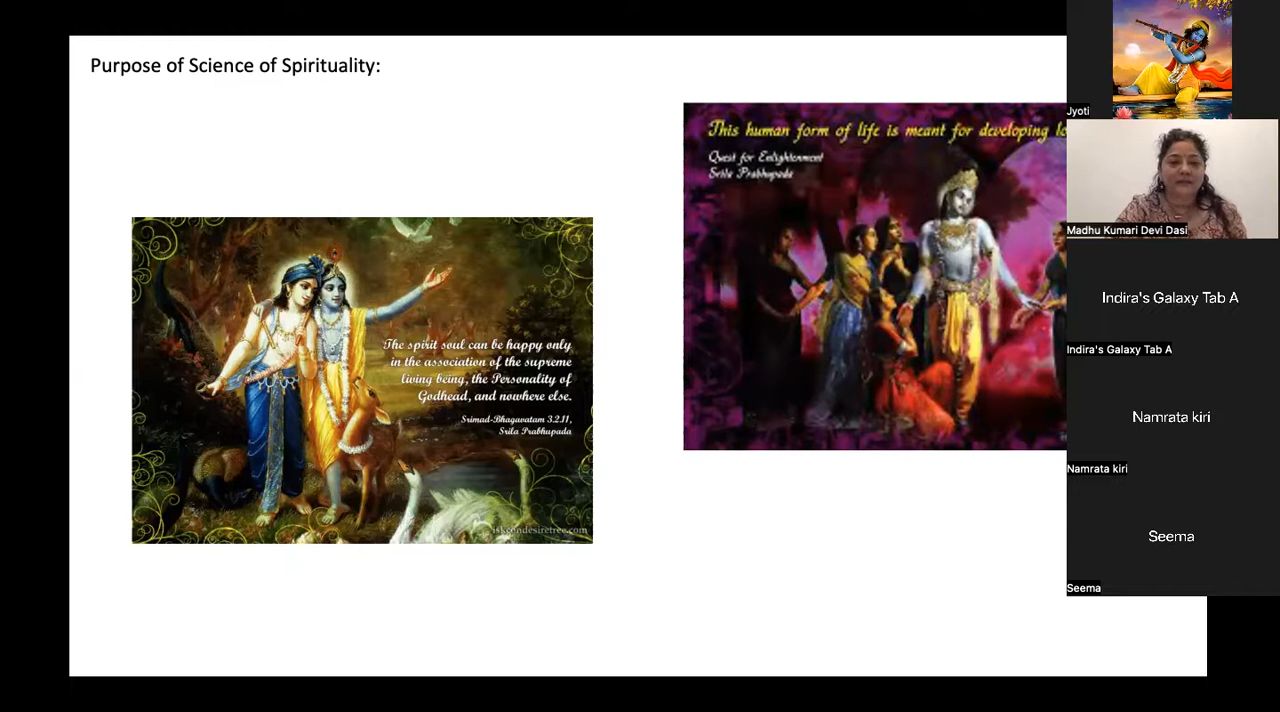 Purpose of Science of Spirituality:
This human form of life is meant for developing
Quest for Enlightenment
Srila Prabhupada
The spirit soul can be happy only
in the association of the supreme
living being, the Personality of
Godhead, and nowhere else.
Srimad-Bhagavatam 3.2.11,
Srila Prabhupada
iskcondesiretree.com
Jyoti
Madhu Kumari Devi Dasi
Indira's Galaxy Tab A
Indira's Galaxy Tab A
Namrata kiri
Namrata kiri
Seema
Seema